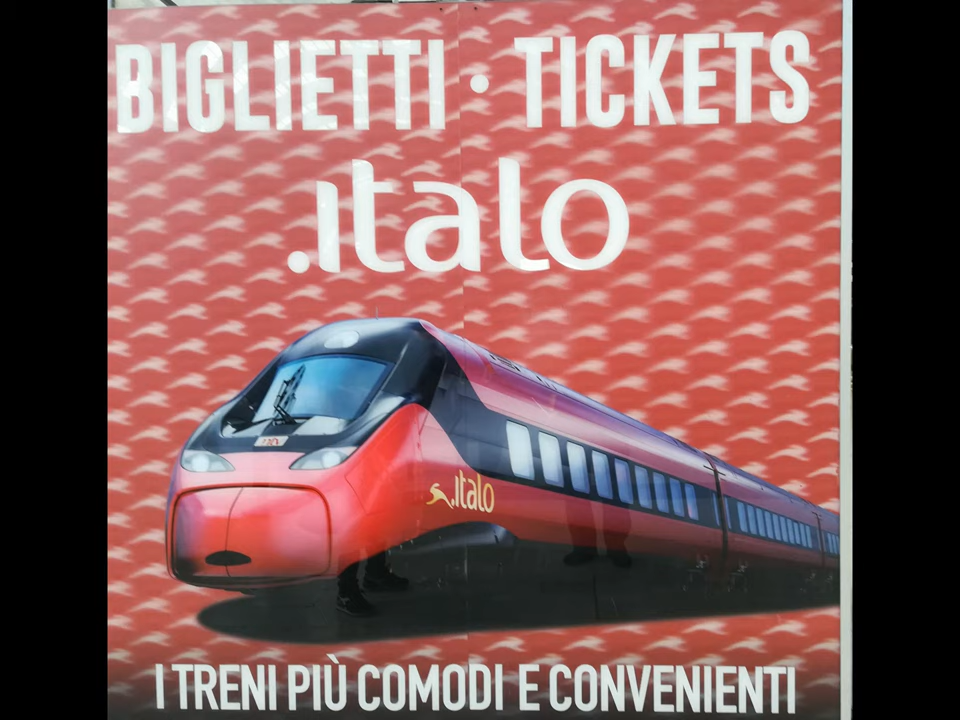 BIGLIETTI · TICKETS
.italo
.italo
I TRENI PIÙ COMODI E CONVENIENTI